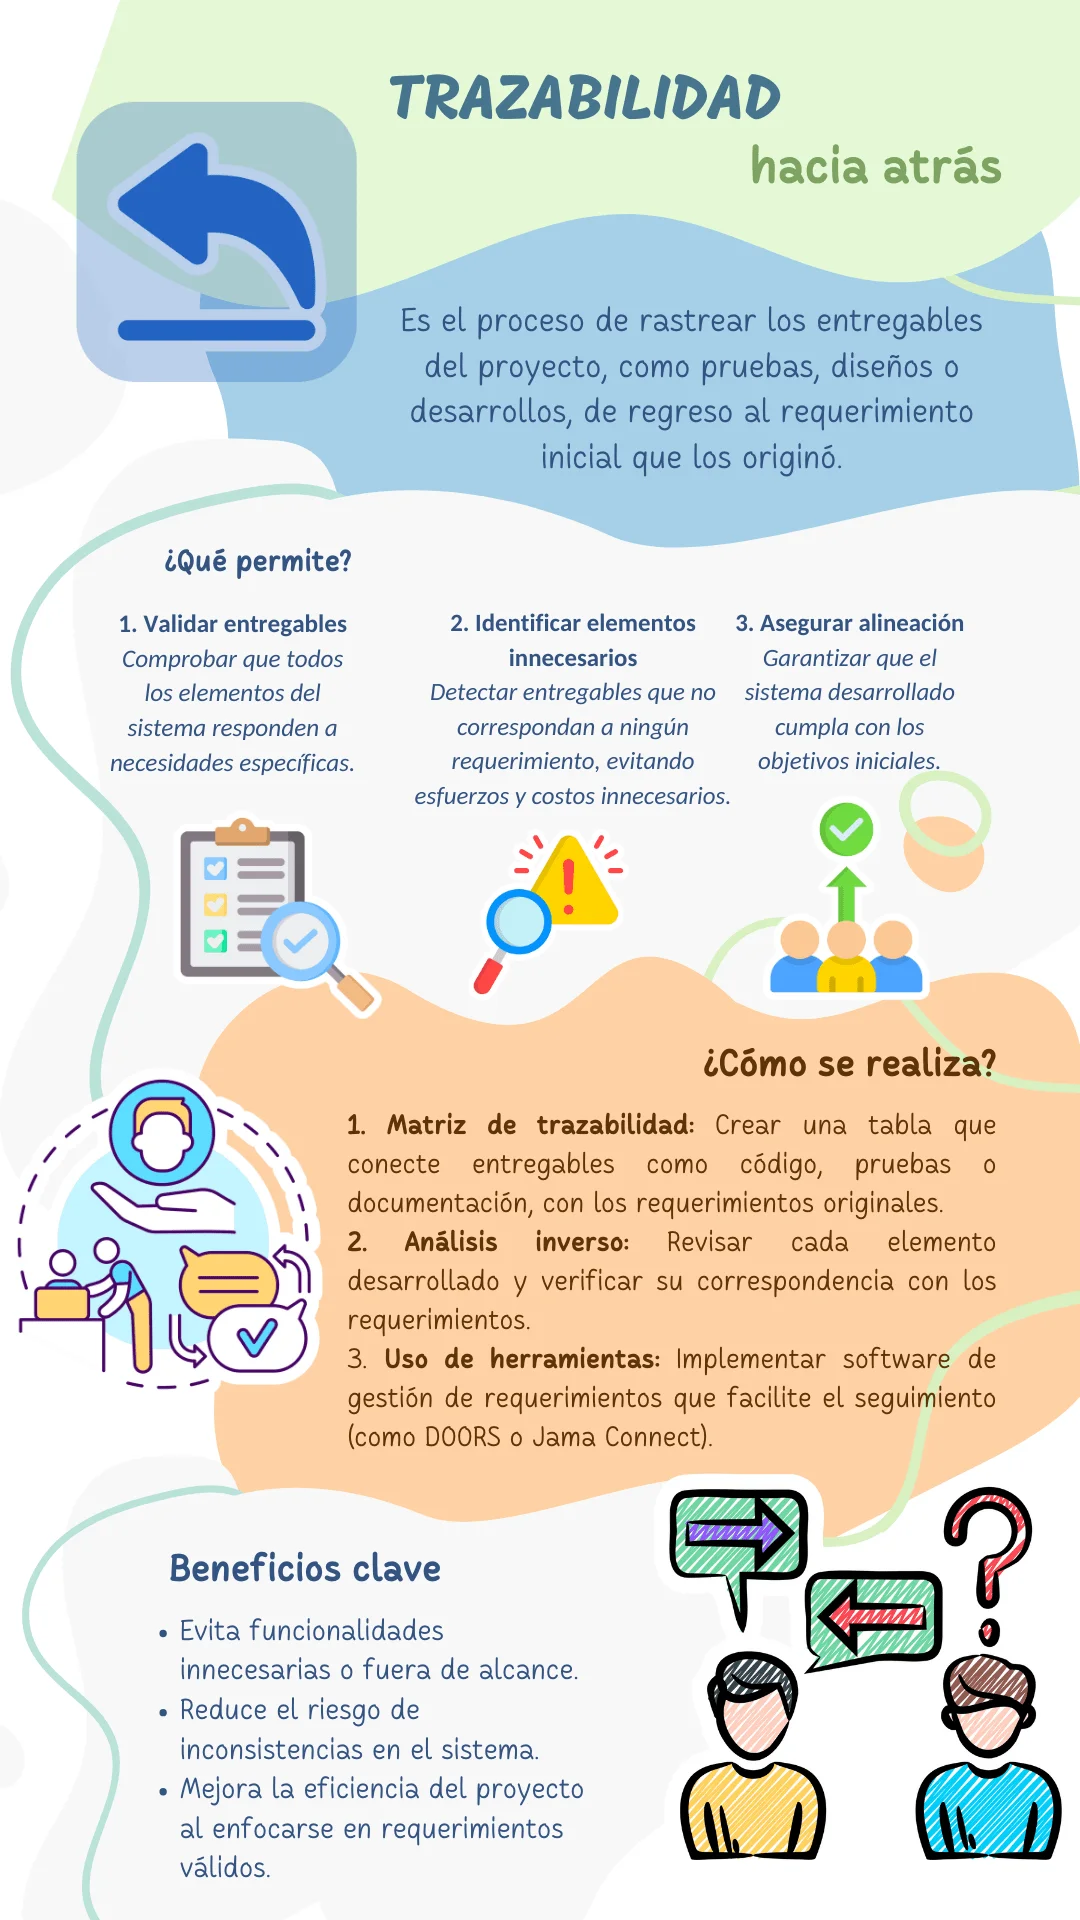 TRAZABILIDAD
hacia atrás
Es el proceso de rastrear los entregables
del proyecto, como pruebas, diseños o
desarrollos, de regreso al requerimiento
inicial que los originó.
¿Qué permite?
1. Validar entregables
Comprobar que todos
los elementos del
sistema responden a
necesidades específicas.
2. Identificar elementos
innecesarios
Detectar entregables que no
correspondan a ningún
requerimiento, evitando
esfuerzos y costos innecesarios.
3. Asegurar alineación
Garantizar que el
sistema desarrollado
cumpla con los
objetivos iniciales.
¿Cómo se realiza?
1. Matriz de trazabilidad: Crear una tabla que
conecte entregables como código, pruebas o
documentación, con los requerimientos originales.
2. Análisis inverso: Revisar cada elemento
desarrollado y verificar su correspondencia con los
requerimientos.
3. Uso de herramientas: Implementar software de
gestión de requerimientos que facilite el seguimiento
(como DOORS o Jama Connect).
Beneficios clave
• Evita funcionalidades
innecesarias o fuera de alcance.
• Reduce el riesgo de
inconsistencias en el sistema.
• Mejora la eficiencia del proyecto
al enfocarse en requerimientos
válidos.